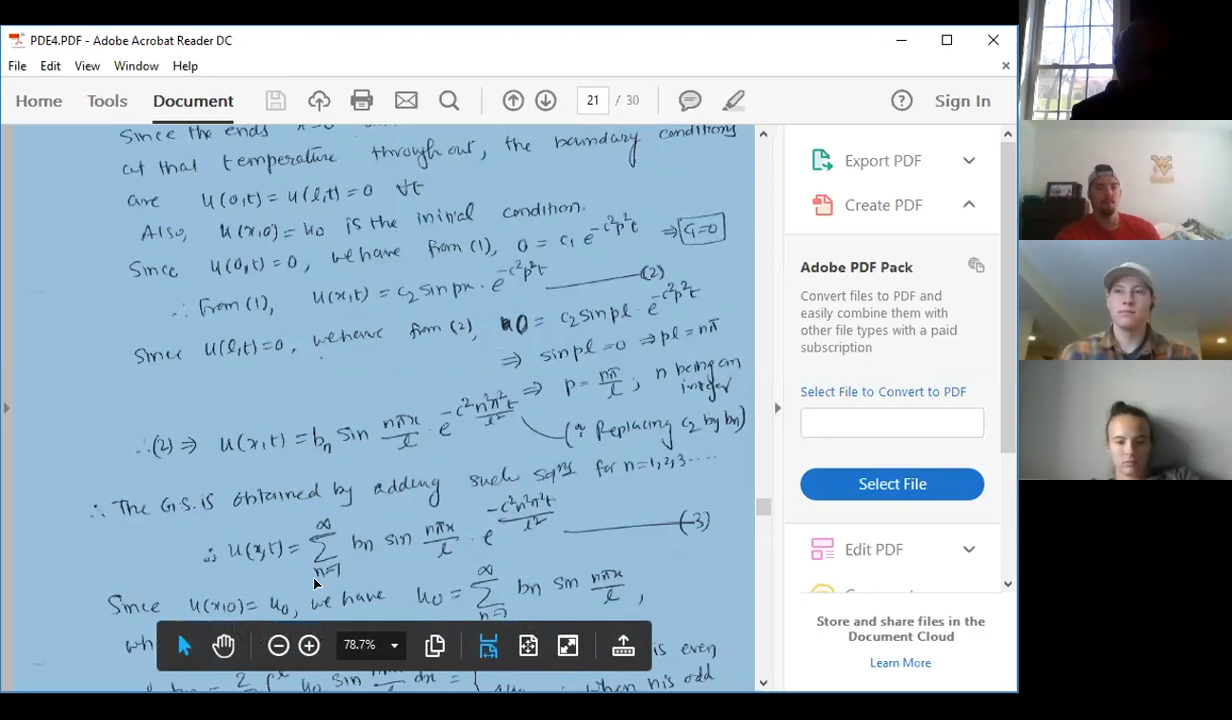 PDE4.PDF - Adobe Acrobat Reader DC
File Edit View Window Help
Home Tools Document 21 / 30 Sign In
Since the ends x=0
at that temperature through out, the boundary conditions
are u(0,t) = u(l,t) = 0 ∀t
Also, u(x,0) = u0 is the initial condition.
Since u(0,t) = 0, we have from (1), 0 = c1 e^{-c²p²t} ⇒ C1=0
∴ From (1), u(x,t) = c2 sin px · e^{-c²p²t} (2)
Since u(l,t)=0, we have from (2), 0 = c2 sin pl · e^{-c²p²t}
⇒ sin pl = 0 ⇒ pl = nπ
⇒ p = nπ/l ; n being an integer
∴ (2) ⇒ u(x,t) = bn sin nπx/l · e^{-c²n²π²t/l²}
(∵ Replacing c2 by bn)
∴ The G.S. is obtained by adding such sqns for n=1,2,3....
∴ u(x,t) = ∑_{n=1}^{∞} bn sin nπx/l · e^{-c²n²π²t/l²} (3)
Since u(x,0) = u0, we have u0 = ∑_{n=1}^{∞} bn sin nπx/l ,
78.7%
is even
when n is odd
Export PDF
Create PDF
Adobe PDF Pack
Convert files to PDF and
easily combine them with
other file types with a paid
subscription
Select File to Convert to PDF
Select File
Edit PDF
Store and share files in the
Document Cloud
Learn More